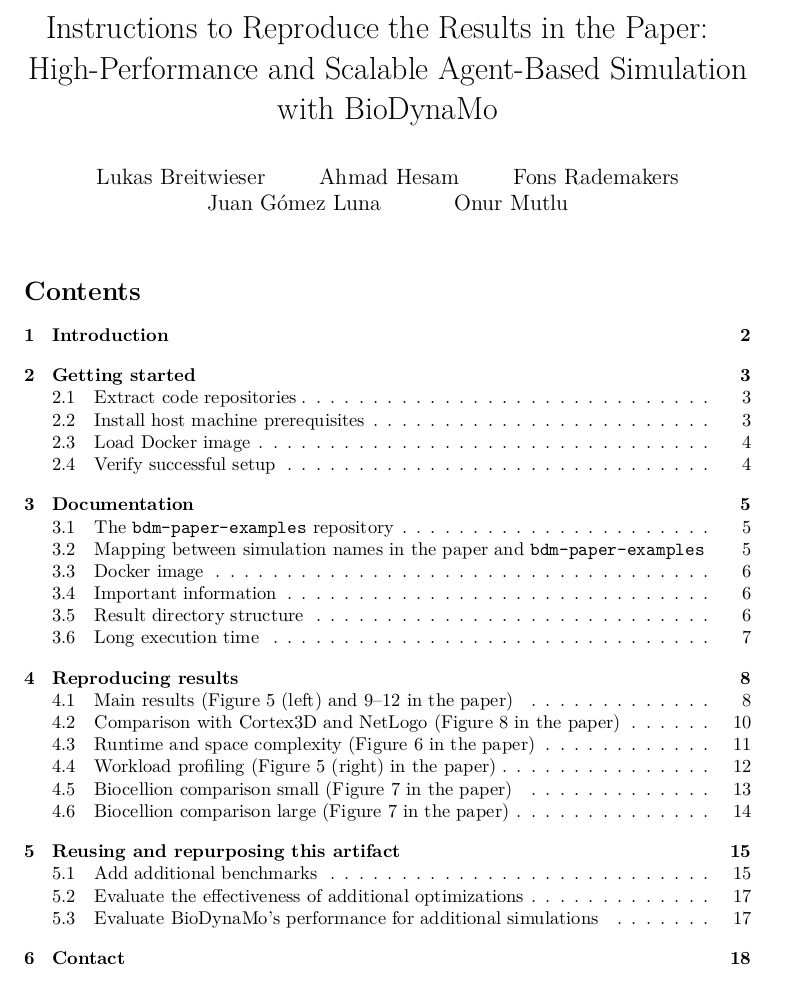 Instructions to Reproduce the Results in the Paper:
High-Performance and Scalable Agent-Based Simulation
with BioDynaMo
Lukas Breitwieser Ahmad Hesam Fons Rademakers
Juan Gómez Luna Onur Mutlu
Contents
1 Introduction 2
2 Getting started 3
2.1 Extract code repositories . . . . . . . . . . . . . . . . . . . . . . . . . . . . . 3
2.2 Install host machine prerequisites . . . . . . . . . . . . . . . . . . . . . . . . 3
2.3 Load Docker image . . . . . . . . . . . . . . . . . . . . . . . . . . . . . . . . 4
2.4 Verify successful setup . . . . . . . . . . . . . . . . . . . . . . . . . . . . . . 4
3 Documentation 5
3.1 The bdm-paper-examples repository . . . . . . . . . . . . . . . . . . . . . . 5
3.2 Mapping between simulation names in the paper and bdm-paper-examples 5
3.3 Docker image . . . . . . . . . . . . . . . . . . . . . . . . . . . . . . . . . . . 6
3.4 Important information . . . . . . . . . . . . . . . . . . . . . . . . . . . . . . 6
3.5 Result directory structure . . . . . . . . . . . . . . . . . . . . . . . . . . . . 6
3.6 Long execution time . . . . . . . . . . . . . . . . . . . . . . . . . . . . . . . 7
4 Reproducing results 8
4.1 Main results (Figure 5 (left) and 9–12 in the paper) . . . . . . . . . . . . . 8
4.2 Comparison with Cortex3D and NetLogo (Figure 8 in the paper) . . . . . . 10
4.3 Runtime and space complexity (Figure 6 in the paper) . . . . . . . . . . . . 11
4.4 Workload profiling (Figure 5 (right) in the paper) . . . . . . . . . . . . . . . 12
4.5 Biocellion comparison small (Figure 7 in the paper) . . . . . . . . . . . . . 13
4.6 Biocellion comparison large (Figure 7 in the paper) . . . . . . . . . . . . . . 14
5 Reusing and repurposing this artifact 15
5.1 Add additional benchmarks . . . . . . . . . . . . . . . . . . . . . . . . . . . 15
5.2 Evaluate the effectiveness of additional optimizations . . . . . . . . . . . . . 17
5.3 Evaluate BioDynaMo's performance for additional simulations . . . . . . . 17
6 Contact 18